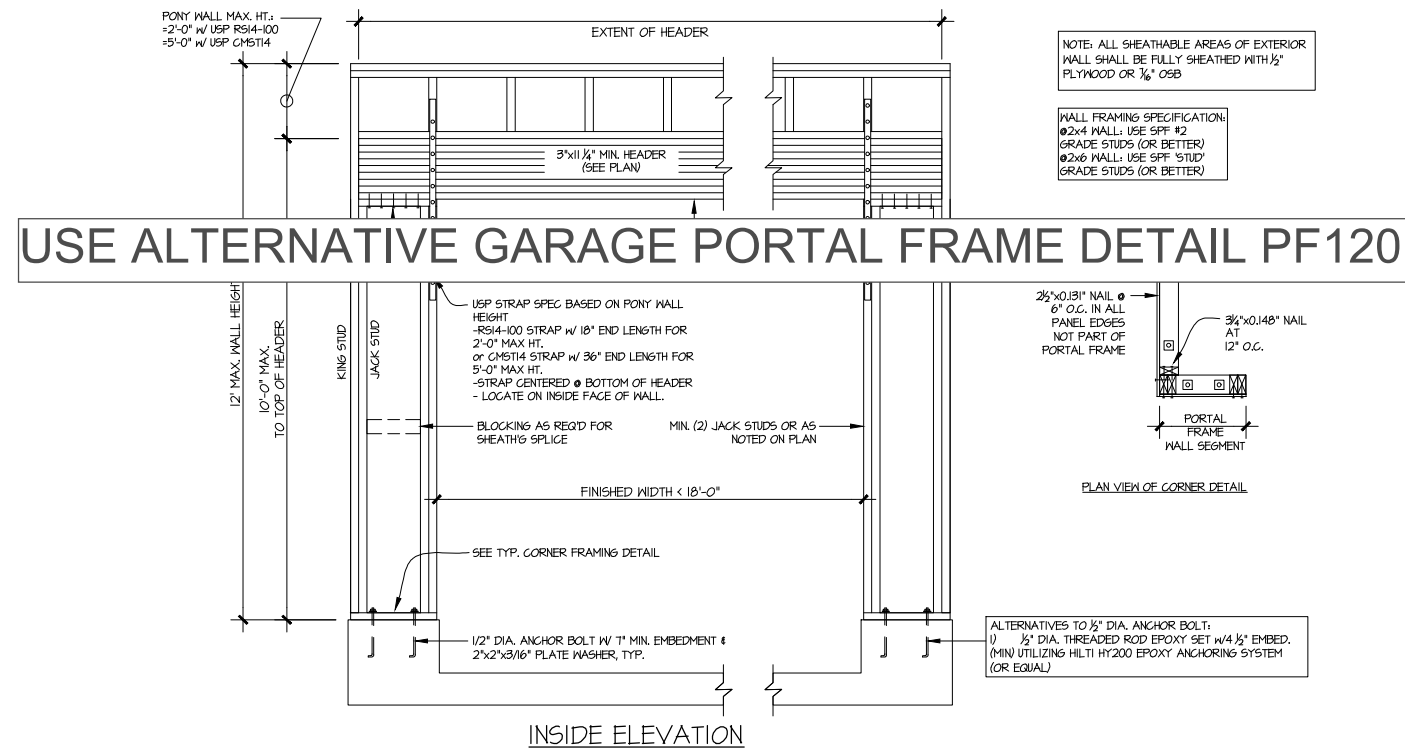 PONY WALL MAX. HT.:
=2'-0" W/ USP RS14-100
=5'-0" W/ USP CMST14
EXTENT OF HEADER
NOTE: ALL SHEATHABLE AREAS OF EXTERIOR
WALL SHALL BE FULLY SHEATHED WITH ½"
PLYWOOD OR 7/16" OSB
WALL FRAMING SPECIFICATION:
@2x4 WALL: USE SPF #2
GRADE STUDS (OR BETTER)
@2x6 WALL: USE SPF 'STUD'
GRADE STUDS (OR BETTER)
3"x11 ¼" MIN. HEADER
(SEE PLAN)
USE ALTERNATIVE GARAGE PORTAL FRAME DETAIL PF120
12' MAX. WALL HEIGHT
10'-0" MAX.
TO TOP OF HEADER
KING STUD
JACK STUD
USP STRAP SPEC BASED ON PONY WALL
HEIGHT
-RS14-100 STRAP W/ 18" END LENGTH FOR
2'-0" MAX HT.
or CMST14 STRAP W/ 36" END LENGTH FOR
5'-0" MAX HT.
-STRAP CENTERED @ BOTTOM OF HEADER
- LOCATE ON INSIDE FACE OF WALL.
BLOCKING AS REQ'D FOR
SHEATH'G SPLICE
MIN. (2) JACK STUDS OR AS
NOTED ON PLAN
FINISHED WIDTH < 18'-0"
SEE TYP. CORNER FRAMING DETAIL
1/2" DIA. ANCHOR BOLT W/ 7" MIN. EMBEDMENT &
2"x2"x3/16" PLATE WASHER, TYP.
2½"x0.131" NAIL @
6" O.C. IN ALL
PANEL EDGES
NOT PART OF
PORTAL FRAME
3¼"x0.148" NAIL
AT
12" O.C.
PORTAL
FRAME
WALL SEGMENT
PLAN VIEW OF CORNER DETAIL
ALTERNATIVES TO ½" DIA. ANCHOR BOLT:
1) ½" DIA. THREADED ROD EPOXY SET W/4 ½" EMBED.
(MIN) UTILIZING HILTI HY200 EPOXY ANCHORING SYSTEM
(OR EQUAL)
INSIDE ELEVATION